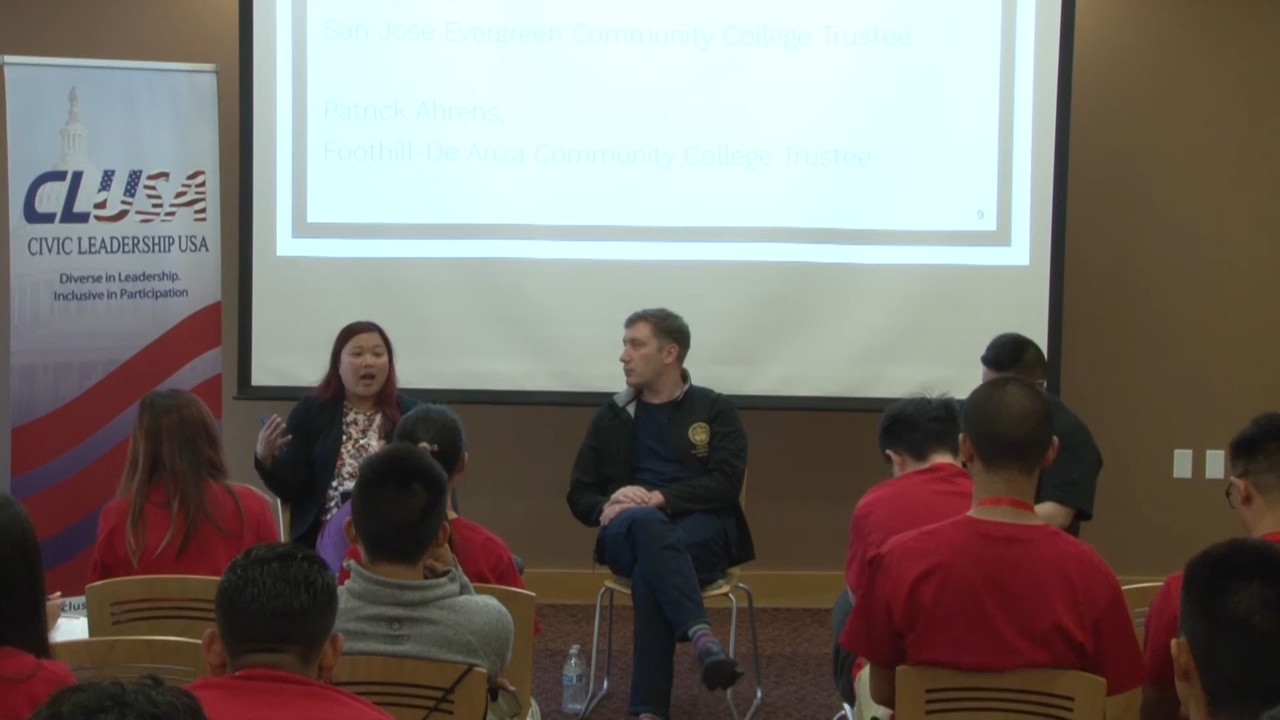 San Jose Evergreen Community College Trustee
Patrick Ahrens,
Foothill-De Anza Community College Trustee
9
CLUSA
CIVIC LEADERSHIP USA
Diverse in Leadership.
Inclusive in Participation